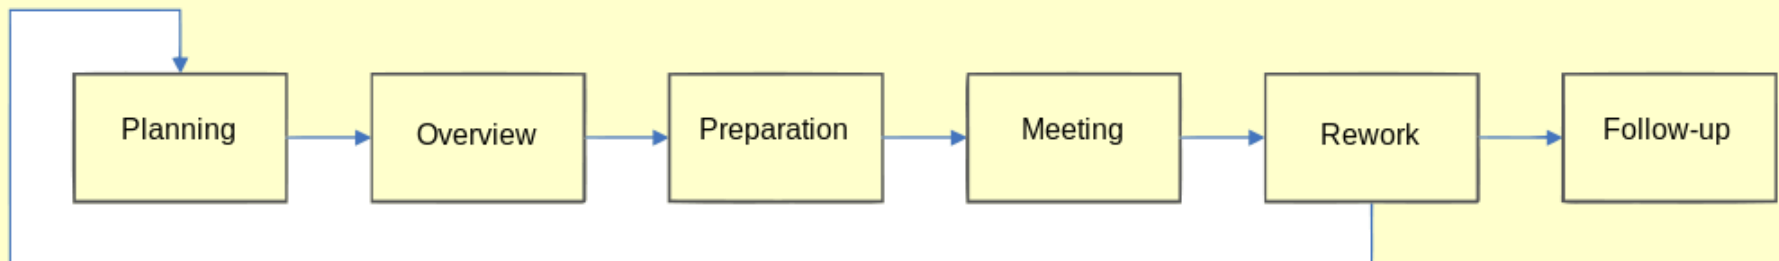 Planning
Overview
Preparation
Meeting
Rework
Follow-up